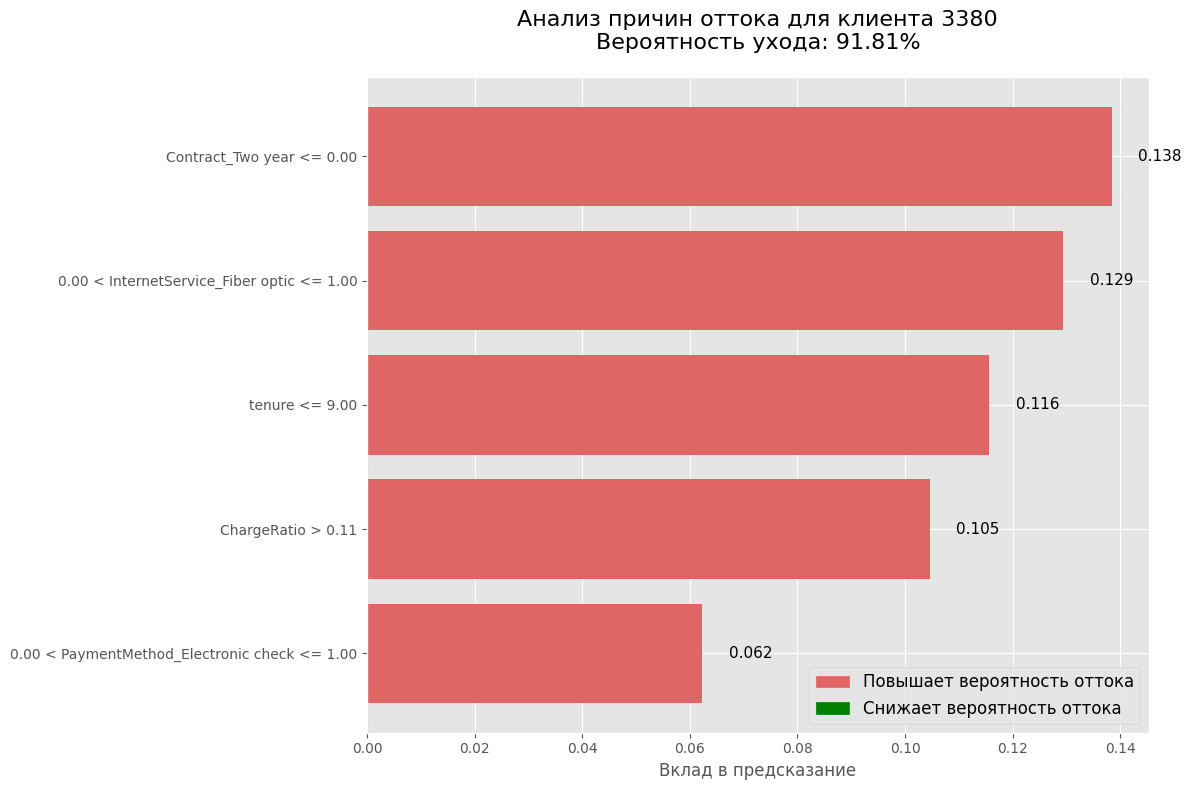 Анализ причин оттока для клиента 3380
Вероятность ухода: 91.81%
Contract_Two year <= 0.00
0.138
0.00 < InternetService_Fiber optic <= 1.00
0.129
tenure <= 9.00
0.116
ChargeRatio > 0.11
0.105
0.00 < PaymentMethod_Electronic check <= 1.00
0.062
Повышает вероятность оттока
Снижает вероятность оттока
0.00 0.02 0.04 0.06 0.08 0.10 0.12 0.14
Вклад в предсказание